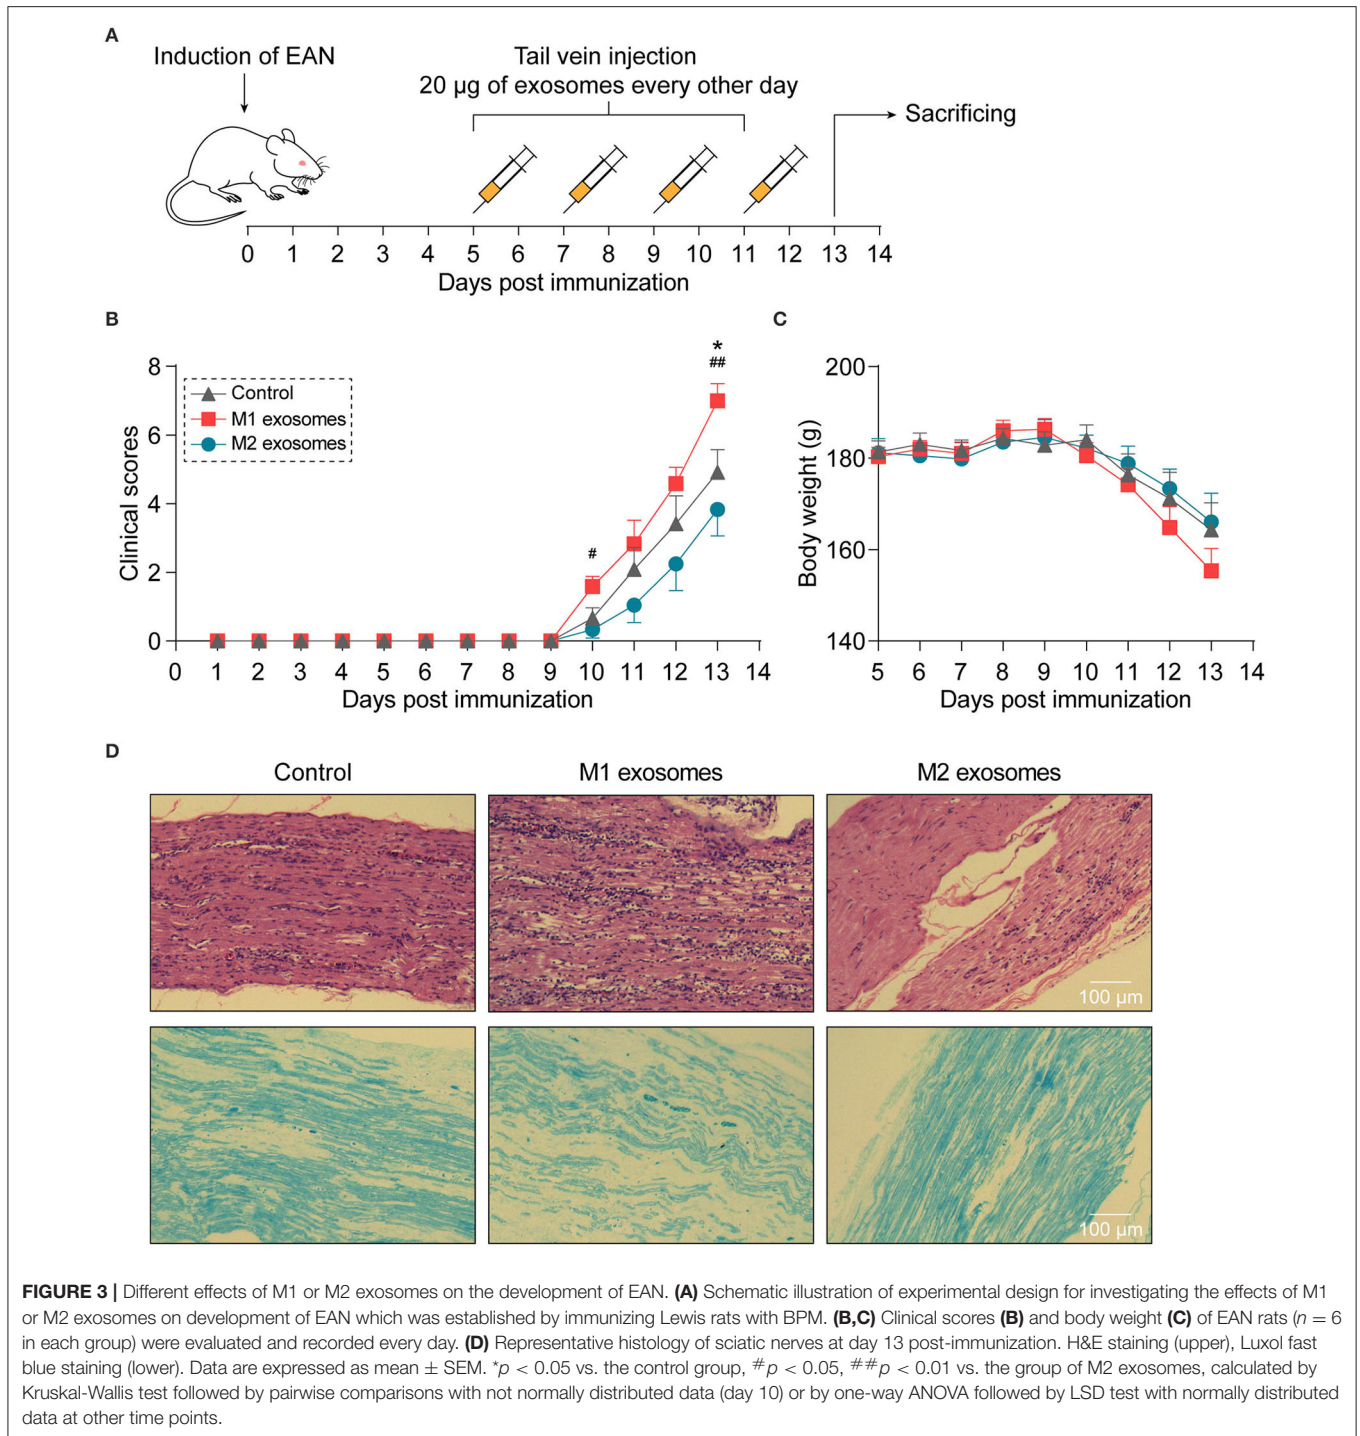 A
Induction of EAN
Tail vein injection
20 µg of exosomes every other day
Sacrificing
0 1 2 3 4 5 6 7 8 9 10 11 12 13 14
Days post immunization
B
8
6
4
2
0
Clinical scores
Control
M1 exosomes
M2 exosomes
#
*
##
0 1 2 3 4 5 6 7 8 9 10 11 12 13 14
Days post immunization
C
200
180
160
140
Body weight (g)
5 6 7 8 9 10 11 12 13 14
Days post immunization
D
Control
M1 exosomes
M2 exosomes
100 µm
100 µm
FIGURE 3 | Different effects of M1 or M2 exosomes on the development of EAN. (A) Schematic illustration of experimental design for investigating the effects of M1
or M2 exosomes on development of EAN which was established by immunizing Lewis rats with BPM. (B,C) Clinical scores (B) and body weight (C) of EAN rats (n = 6
in each group) were evaluated and recorded every day. (D) Representative histology of sciatic nerves at day 13 post-immunization. H&E staining (upper), Luxol fast
blue staining (lower). Data are expressed as mean ± SEM. *p < 0.05 vs. the control group, #p < 0.05, ##p < 0.01 vs. the group of M2 exosomes, calculated by
Kruskal-Wallis test followed by pairwise comparisons with not normally distributed data (day 10) or by one-way ANOVA followed by LSD test with normally distributed
data at other time points.